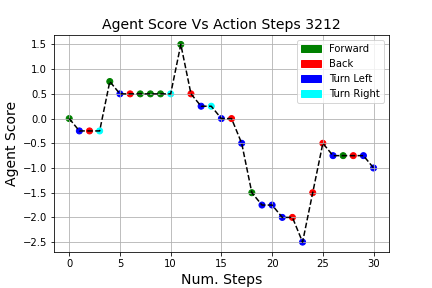 Agent Score Vs Action Steps 3212
Forward
Back
Turn Left
Turn Right
Agent Score
1.5
1.0
0.5
0.0
−0.5
−1.0
−1.5
−2.0
−2.5
0 5 10 15 20 25 30
Num. Steps